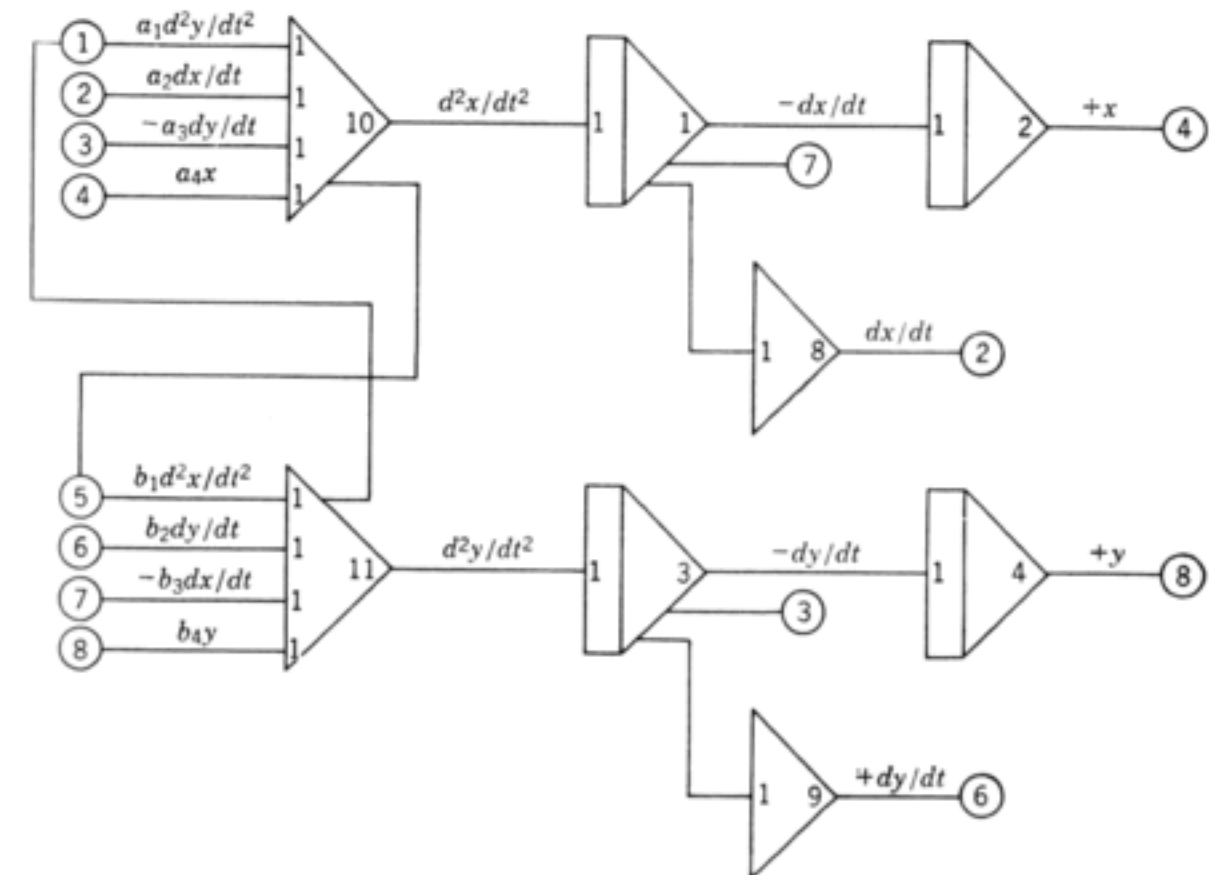 1 a₁d²y/dt² 1
2 a₂dx/dt 1
3 −a₃dy/dt 1
4 a₄x 1
10 d²x/dt² 1 1 −dx/dt 1 2 +x 4
7
1 8 dx/dt 2
5 b₁d²x/dt² 1
6 b₂dy/dt 1
7 −b₃dx/dt 1
8 b₄y 1
11 d²y/dt² 1 3 −dy/dt 1 4 +y 8
3
1 9 +dy/dt 6